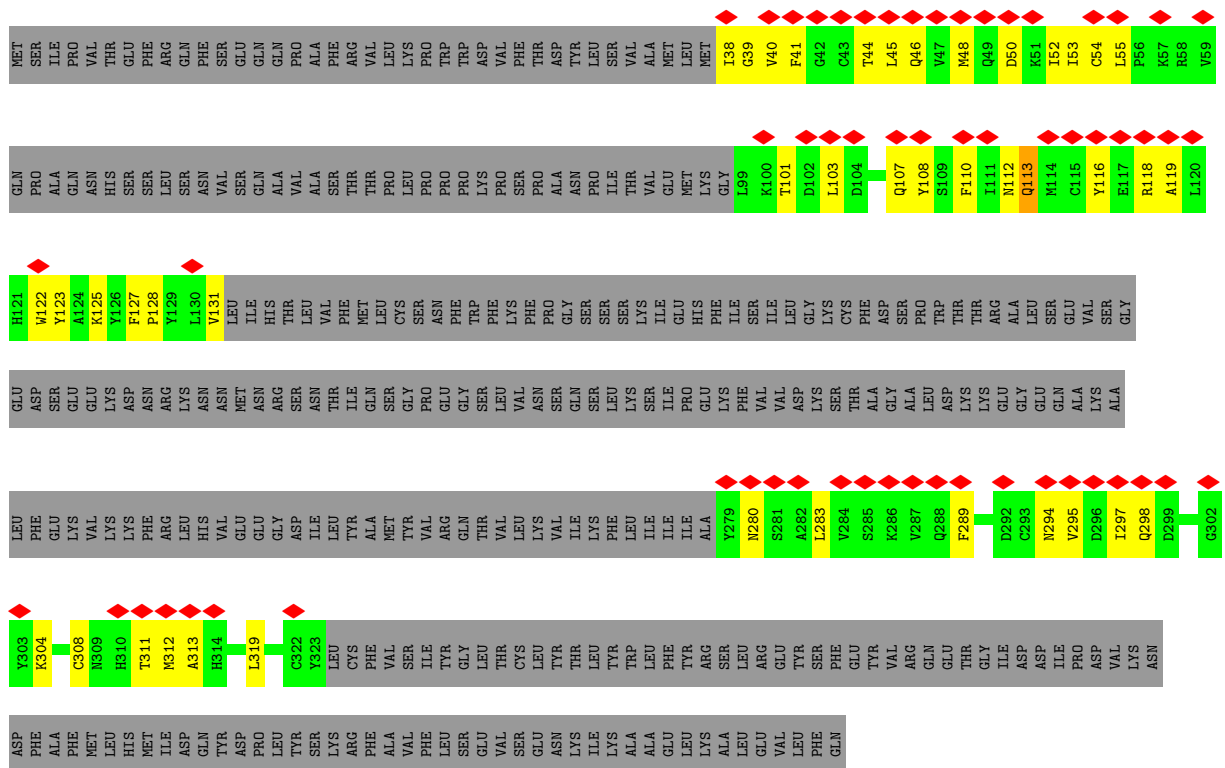 MET SER ILE PRO VAL THR GLU PHE ARG GLN PHE SER GLU GLN GLN PRO ALA PHE ARG VAL LEU LYS PRO TRP TRP ASP VAL PHE THR ASP TYR LEU SER VAL ALA MET LEU MET I38 G39 V40 F41 G42 C43 T44 L45 Q46 V47 M48 Q49 D50 K51 I52 I53 C54 L55 P56 K57 R58 V59
GLN PRO ALA GLN ASN HIS SER SER LEU SER ASN VAL SER GLN ALA VAL ALA SER THR THR PRO LEU PRO PRO PRO LYS PRO SER PRO ALA ASN PRO ILE THR VAL GLU MET LYS GLY L99 K100 T101 D102 L103 D104 Q107 Y108 S109 F110 I111 N112 Q113 M114 C115 Y116 E117 R118 A119 L120
H121 W122 Y123 A124 K125 Y126 F127 P128 Y129 L130 V131 LEU ILE HIS THR LEU VAL PHE MET LEU CYS SER ASN PHE TRP PHE LYS PHE PRO GLY SER SER SER LYS ILE GLU HIS PHE ILE SER ILE LEU GLY LYS CYS PHE ASP SER PRO TRP THR THR ARG ALA LEU SER GLU VAL SER GLY
GLU ASP SER GLU GLU LYS ASP ASN ARG LYS ASN ASN MET ASN ARG SER ASN THR ILE GLN SER GLY PRO GLU GLY SER LEU VAL ASN SER GLN SER LEU LYS SER ILE PRO GLU LYS PHE VAL VAL ASP LYS SER THR ALA GLY ALA LEU ASP LYS LYS GLU GLY GLU GLN ALA LYS ALA
LEU PHE GLU LYS VAL LYS LYS PHE ARG LEU HIS VAL GLU GLU GLY ASP ILE LEU TYR ALA MET TYR VAL ARG GLN THR VAL LEU LYS VAL ILE LYS PHE LEU ILE ILE ILE ALA Y279 N280 S281 A282 L283 V284 S285 K286 V287 Q288 F289 D292 C293 N294 V295 D296 I297 Q298 D299 G302
Y303 K304 C308 N309 H310 T311 M312 A313 H314 L319 C322 Y323 LEU CYS PHE VAL SER ILE TYR GLY LEU THR CYS LEU TYR THR LEU TYR TRP LEU PHE TYR ARG SER LEU ARG GLU TYR SER PHE GLU TYR VAL ARG GLN GLU THR GLY ILE ASP ASP ILE PRO ASP VAL LYS ASN
ASP PHE ALA PHE MET LEU HIS MET ILE ASP GLN TYR ASP PRO LEU TYR SER LYS ARG PHE ALA VAL PHE LEU SER GLU VAL SER GLU ASN LYS ILE LYS ALA ALA GLU LEU LYS ALA LEU GLU VAL LEU PHE GLN